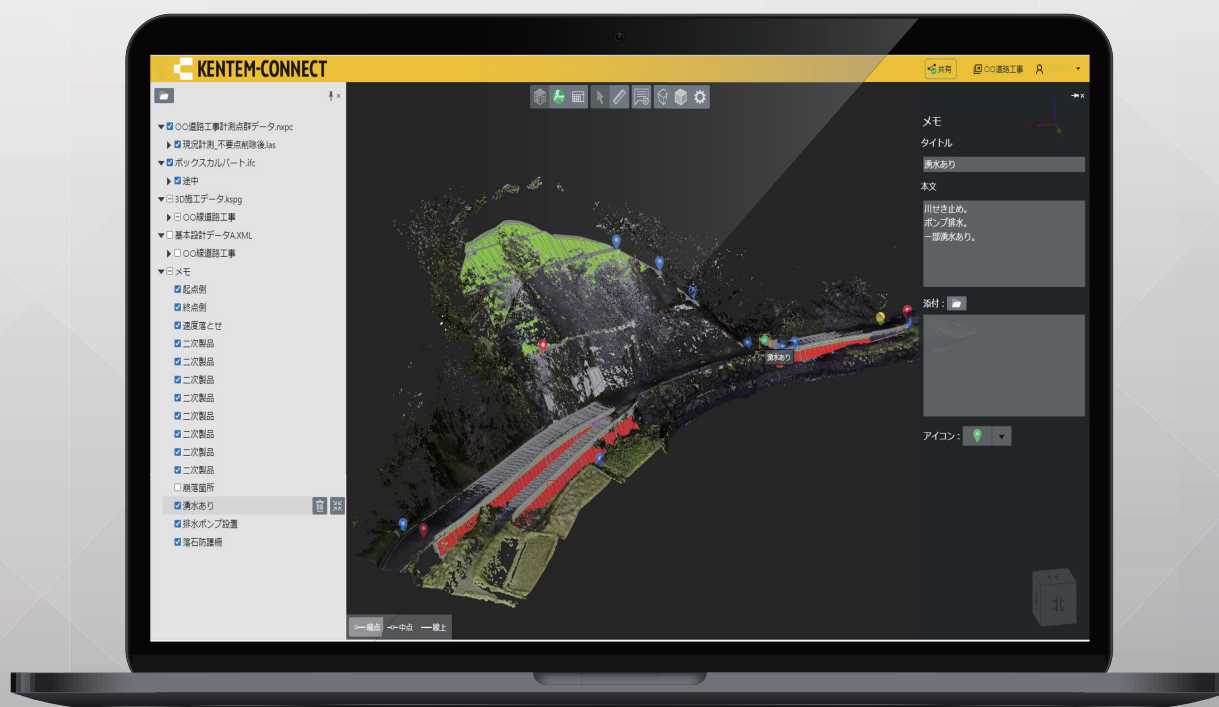 KENTEM-CONNECT
共有
〇〇道路工事
〇〇道路工事計測点群データ.nxpc
現況計測_不要点削除後.las
ボックスカルバート.ifc
途中
3D施工データ.kspg
〇〇線道路工事
基本設計データA.XML
〇〇線道路工事
メモ
起点側
終点側
速度落とせ
二次製品
二次製品
二次製品
二次製品
二次製品
二次製品
二次製品
二次製品
崩落箇所
湧水あり
排水ポンプ設置
落石防護柵
湧水あり
端点
中点
線上
メモ
タイトル
湧水あり
本文
川せき止め。
ポンプ排水。
一部湧水あり。
添付：
アイコン：
北